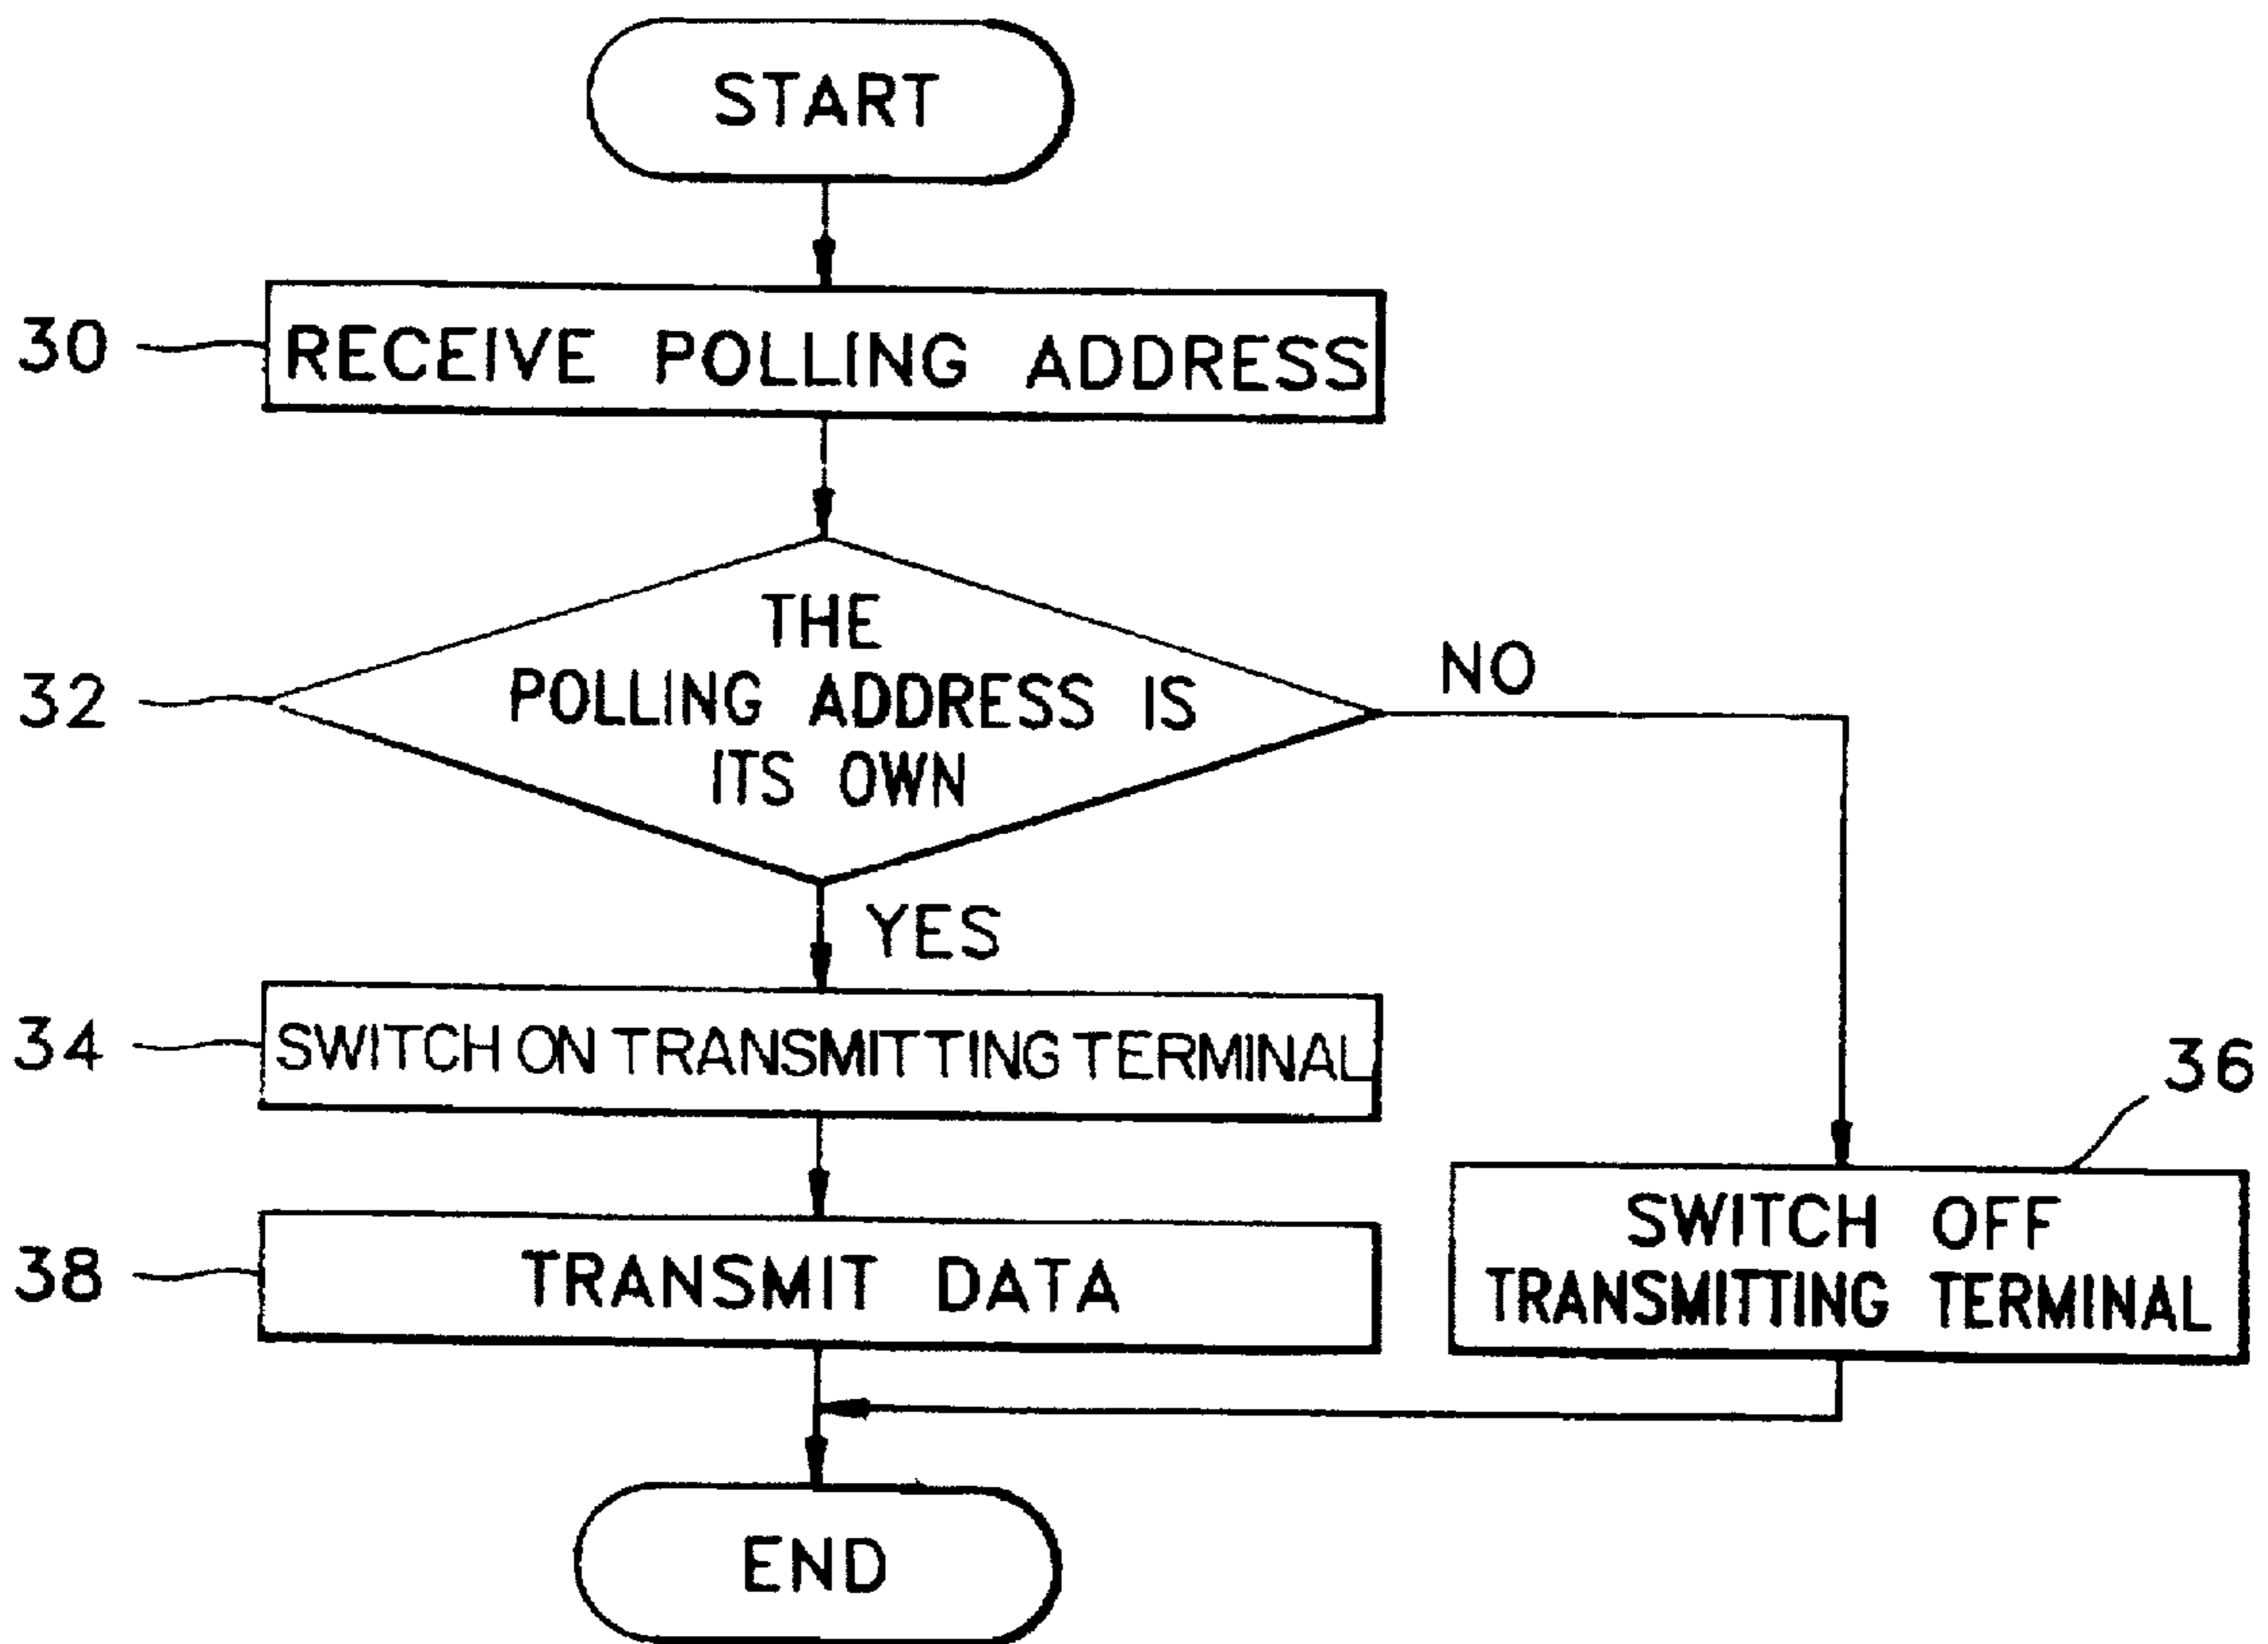 START
30
RECEIVE POLLING ADDRESS
32
THE
POLLING ADDRESS IS
ITS OWN
NO
YES
34
SWITCH ON TRANSMITTING TERMINAL
36
SWITCH OFF
TRANSMITTING TERMINAL
38
TRANSMIT DATA
END